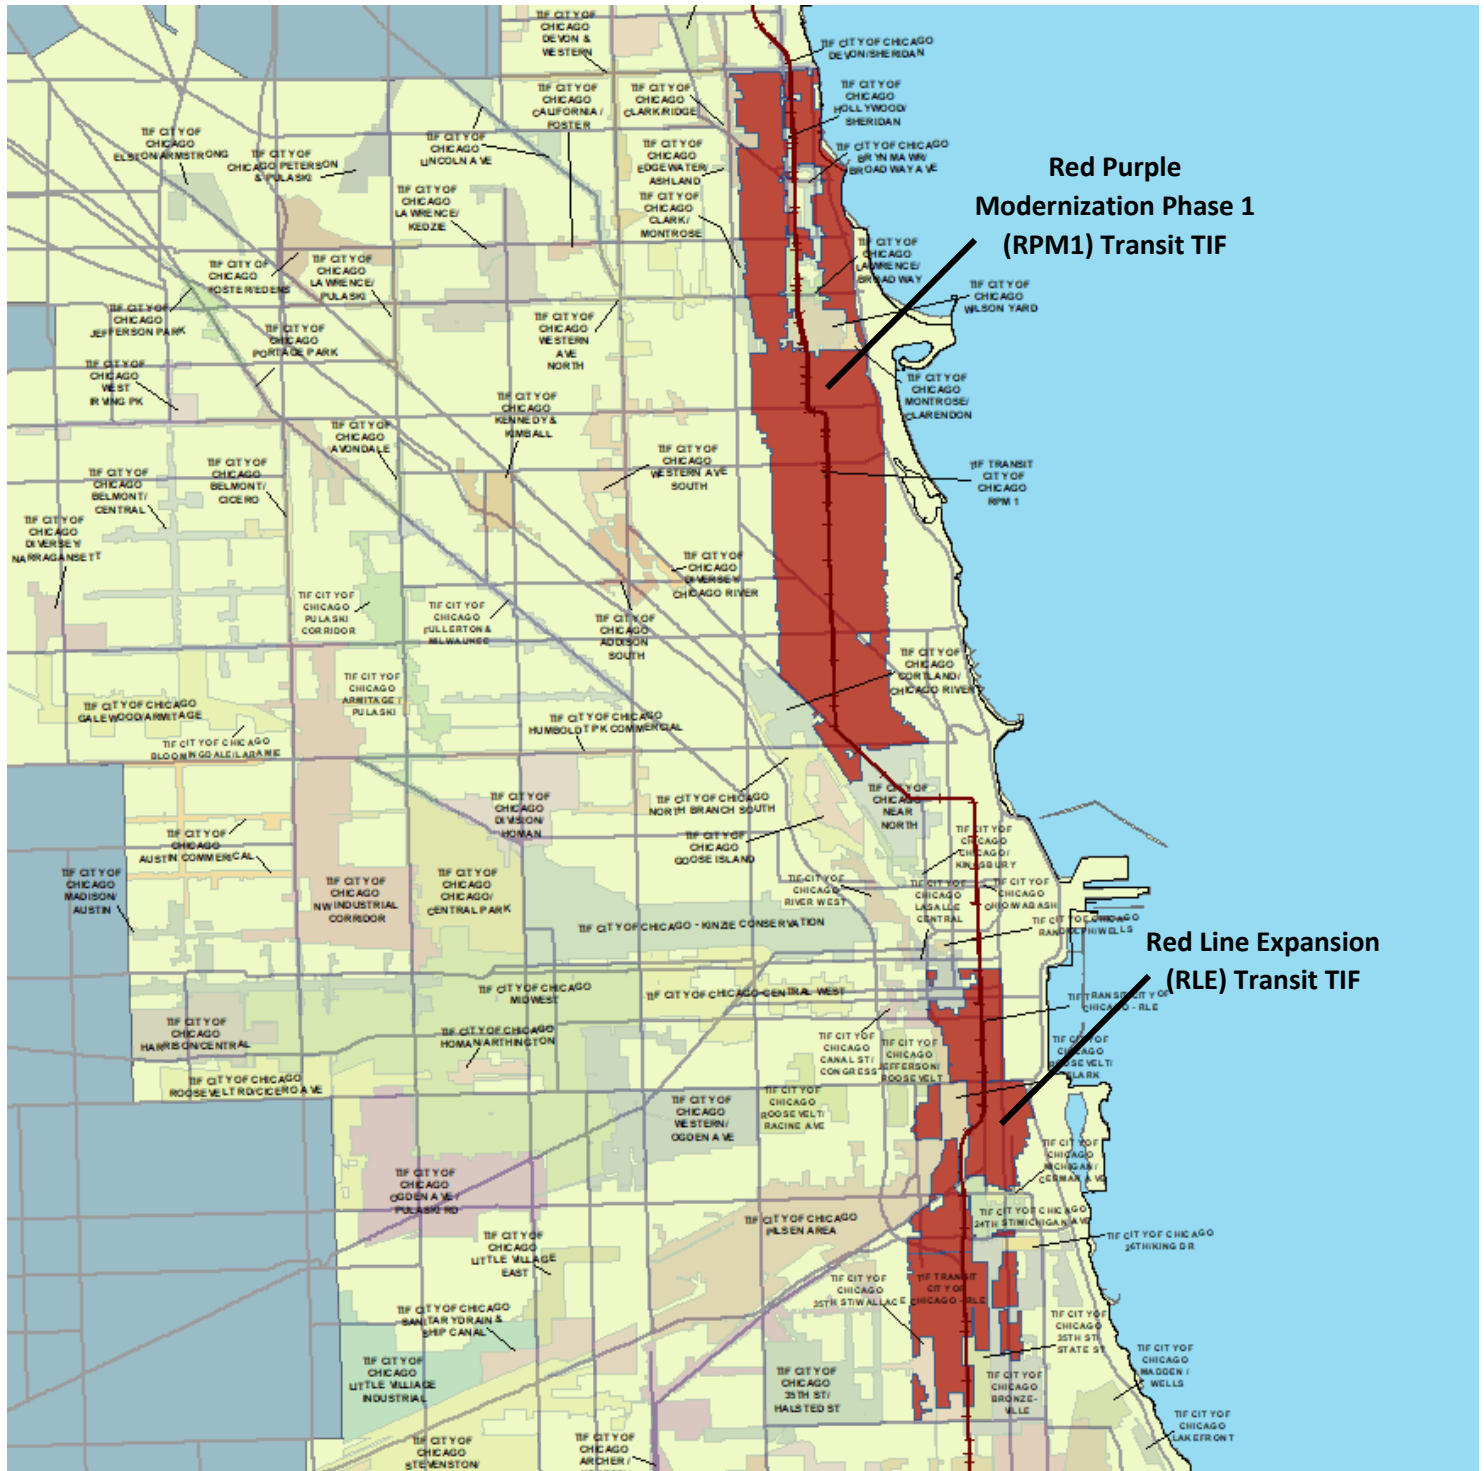 TIF CITY OF
CHICAGO
DEVON &
WESTERN
TIF CITY OF CHICAGO
DEVON/SHERIDAN
TIF CITY OF
CHICAGO
HOLLYWOOD/
SHERIDAN
TIF CITY OF
CHICAGO
CALIFORNIA /
FOSTER
TIF CITY OF
CHICAGO
CLARK/RIDGE
TIF CITY OF
CHICAGO
ELSTON/ARMSTRONG
TIF CITY OF
CHICAGO PETERSON
& PULASKI
TIF CITY OF
CHICAGO
LINCOLN AVE
TIF CITY OF
CHICAGO
EDGEWATER/
ASHLAND
TIF CITY OF CHICAGO
BRYN MAWR/
BROADWAY AVE
Red Purple
Modernization Phase 1
(RPM1) Transit TIF
TIF CITY OF
CHICAGO
LAWRENCE/
KEDZIE
TIF CITY OF
CHICAGO
CLARK/
MONTROSE
TIF CITY OF
CHICAGO
LAWRENCE/
BROADWAY
TIF CITY OF
CHICAGO
FOSTER/EDENS
TIF CITY OF
CHICAGO
LAWRENCE/
PULASKI
TIF CITY OF
CHICAGO
WILSON YARD
TIF CITY OF
CHICAGO
JEFFERSON PARK
TIF CITY OF
CHICAGO
PORTAGE PARK
TIF CITY OF
CHICAGO
WESTERN
AVE
NORTH
TIF CITY OF
CHICAGO
WEST
IRVING PK
TIF CITY OF
CHICAGO
MONTROSE/
CLARENDON
TIF CITY OF
CHICAGO
KENNEDY &
KIMBALL
TIF CITY OF
CHICAGO
AVONDALE
TIF CITY OF
CHICAGO
WESTERN AVE
SOUTH
TIF TRANSIT
CITY OF
CHICAGO
RPM 1
TIF CITY OF
CHICAGO
BELMONT/
CENTRAL
TIF CITY OF
CHICAGO
BELMONT/
CICERO
TIF CITY OF
CHICAGO
DIVERSEY/
NARRAGANSETT
TIF CITY OF
CHICAGO
DIVERSEY/
CHICAGO RIVER
TIF CITY OF
CHICAGO
PULASKI
CORRIDOR
TIF CITY OF
CHICAGO
FULLERTON &
MILWAUKEE
TIF CITY OF
CHICAGO
ADDISON
SOUTH
TIF CITY OF
CHICAGO
CORTLAND/
CHICAGO RIVER
TIF CITY OF
CHICAGO
ARMITAGE /
PULASKI
TIF CITY OF CHICAGO
GALEWOOD/ARMITAGE
TIF CITY OF CHICAGO
HUMBOLDT PK COMMERCIAL
TIF CITY OF CHICAGO
BLOOMINGDALE/LARAMIE
TIF CITY OF
CHICAGO
DIVISION/
HOMAN
TIF CITY OF CHICAGO
NORTH BRANCH SOUTH
TIF CITY OF
CHICAGO
NEAR
NORTH
TIF CITY OF
CHICAGO
AUSTIN COMMERICAL
TIF CITY OF
CHICAGO
GOOSE ISLAND
TIF CITY OF
CHICAGO
CHICAGO/
KINGSBURY
TIF CITY OF
CHICAGO
MADISON/
AUSTIN
TIF CITY OF
CHICAGO
NW INDUSTRIAL
CORRIDOR
TIF CITY OF
CHICAGO
CHICAGO/
CENTRAL PARK
TIF CITY OF
CHICAGO
RIVER WEST
TIF CITY OF
CHICAGO
LASALLE
CENTRAL
TIF CITY OF
CHICAGO
OHIO/WABASH
TIF CITY OF CHICAGO - KINZIE CONSERVATION
TIF CITY OF CHICAGO
RANDOLPH/WELLS
Red Line Expansion
(RLE) Transit TIF
TIF CITY OF CHICAGO
MIDWEST
TIF CITY OF CHICAGO-CENTRAL WEST
TIF TRANSIT CITY OF
CHICAGO - RLE
TIF CITY OF
CHICAGO
HARRISON/CENTRAL
TIF CITY OF CHICAGO
HOMAN/ARTHINGTON
TIF CITY OF
CHICAGO
CANAL ST/
CONGRESS
TIF CITY OF
CHICAGO
JEFFERSON/
ROOSEVELT
TIF CITY OF
CHICAGO
ROOSEVELT/
CLARK
TIF CITY OF CHICAGO
ROOSEVELT RD/CICERO AVE
TIF CITY OF
CHICAGO
WESTERN/
OGDEN AVE
TIF CITY OF
CHICAGO
ROOSEVELT/
RACINE AVE
TIF CITY OF
CHICAGO
MICHIGAN/
CERMAK AVE
TIF CITY OF
CHICAGO
OGDEN AVE /
PULASKI RD
TIF CITY OF CHICAGO
24TH ST/MICHIGAN AVE
TIF CITY OF CHICAGO
PILSEN AREA
TIF CITY OF CHICAGO
26TH/KING DR
TIF CITY OF
CHICAGO
LITTLE VILLAGE
EAST
TIF CITY OF
CHICAGO
35TH ST/WALLACE
TIF TRANSIT
CITY OF
CHICAGO - RLE
TIF CITY OF CHICAGO
SANITARY DRAIN &
SHIP CANAL
TIF CITY OF
CHICAGO
35TH ST/
STATE ST
TIF CITY OF
CHICAGO
MADDEN /
WELLS
TIF CITY OF
CHICAGO
LITTLE VILLIAGE
INDUSTRIAL
TIF CITY OF
CHICAGO
35TH ST/
HALSTED ST
TIF CITY OF
CHICAGO
BRONZE-
VILLE
TIF CITY OF
CHICAGO
LAKEFRONT
TIF CITY OF
CHICAGO
STEVENSTON/
TIF CITY OF
CHICAGO
ARCHER /